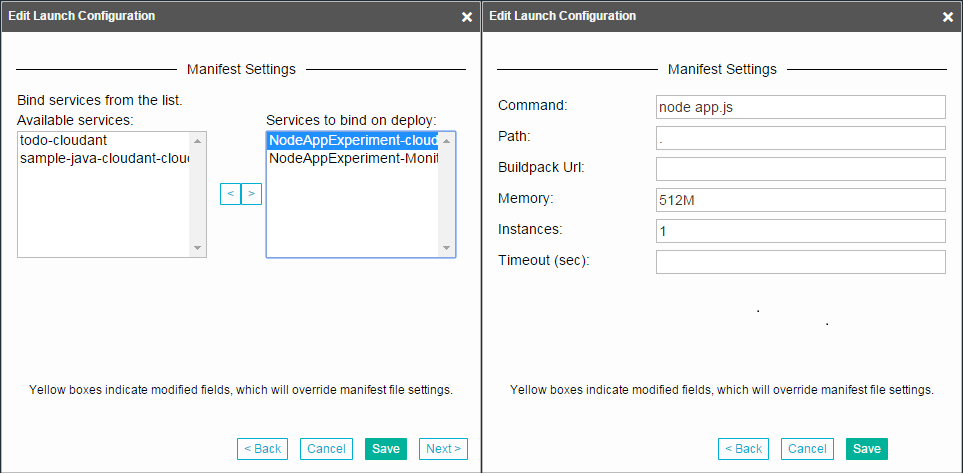 Edit Launch Configuration ×
Manifest Settings
Bind services from the list.
Available services:
todo-cloudant
sample-java-cloudant-clou
< >
Services to bind on deploy:
NodeAppExperiment-cloud
NodeAppExperiment-Monit
Yellow boxes indicate modified fields, which will override manifest file settings.
< Back Cancel Save Next >
Edit Launch Configuration ×
Manifest Settings
Command: node app.js
Path: .
Buildpack Url:
Memory: 512M
Instances: 1
Timeout (sec):
Yellow boxes indicate modified fields, which will override manifest file settings.
< Back Cancel Save